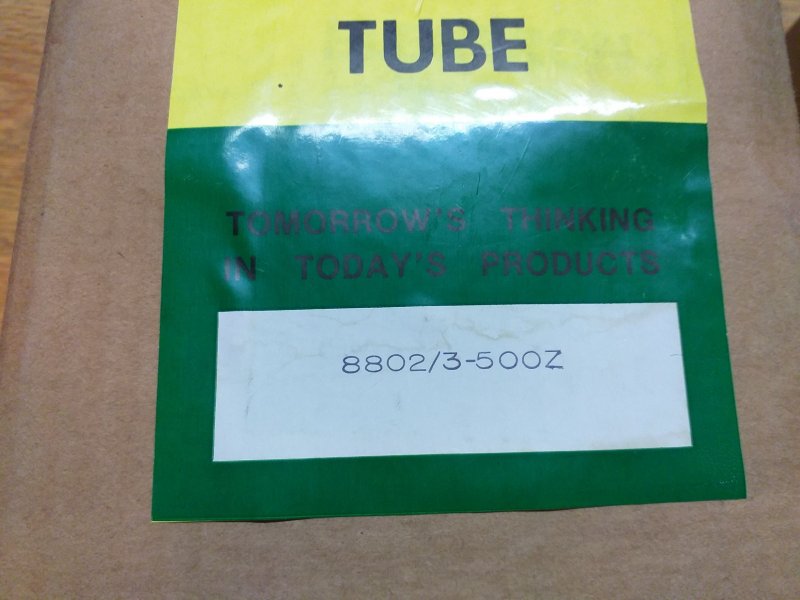 TUBE
TOMORROW'S THINKING
IN TODAY'S PRODUCTS
8802/3-500Z